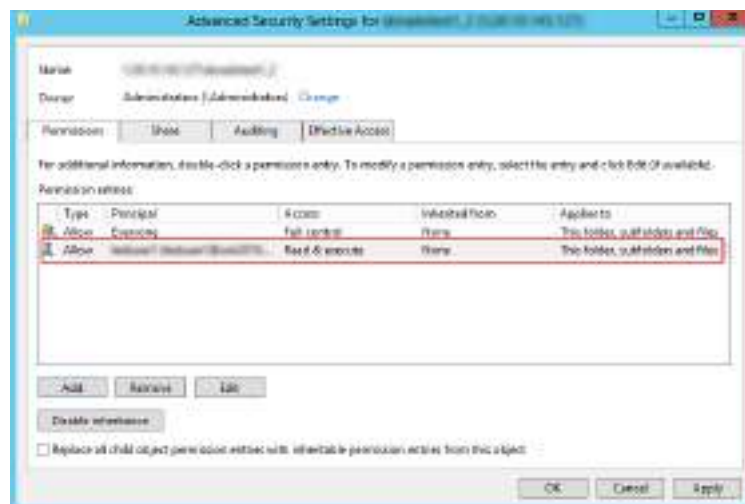 Advanced Security Settings for
Name:
Owner: Administrators (\Administrators) Change
Permissions Share Auditing Effective Access
For additional information, double-click a permission entry. To modify a permission entry, select the entry and click Edit (if available).
Permission entries:
Type Principal Access Inherited from Applies to
Allow Everyone Full control None This folder, subfolders and files
Allow Read & execute None This folder, subfolders and files
Add Remove Edit
Disable inheritance
Replace all child object permission entries with inheritable permission entries from this object
OK Cancel Apply